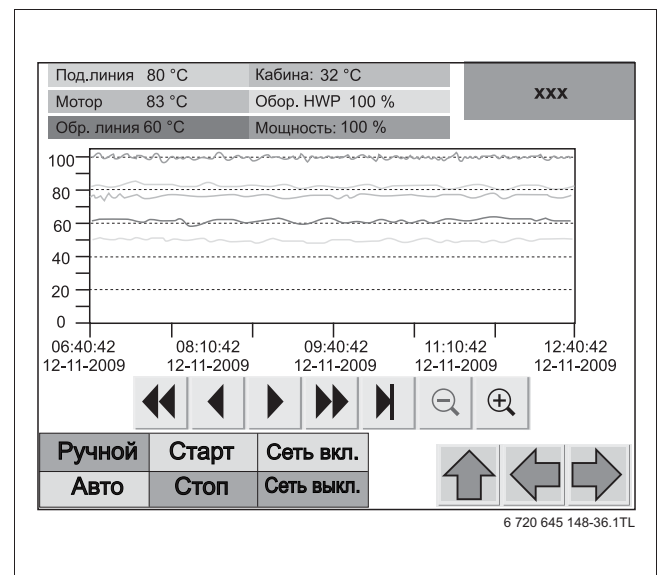 Под.линия 80 °C Кабина: 32 °C
xxx
Мотор 83 °C Обор. HWP 100 %
Обр. линия 60 °C Мощность: 100 %
100
80
60
40
20
0
06:40:42 08:10:42 09:40:42 11:10:42 12:40:42
12-11-2009 12-11-2009 12-11-2009 12-11-2009 12-11-2009
Ручной Старт Сеть вкл.
Авто Стоп Сеть выкл.
6 720 645 148-36.1TL